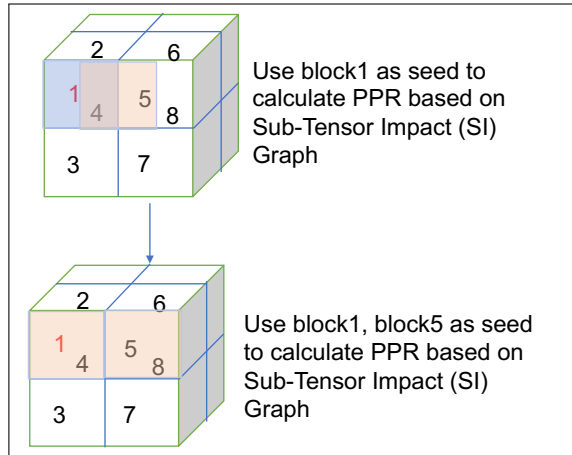 2
6
1
5
4
8
3
7
Use block1 as seed to
calculate PPR based on
Sub-Tensor Impact (SI)
Graph
2
6
1
5
4
8
3
7
Use block1, block5 as seed
to calculate PPR based on
Sub-Tensor Impact (SI)
Graph